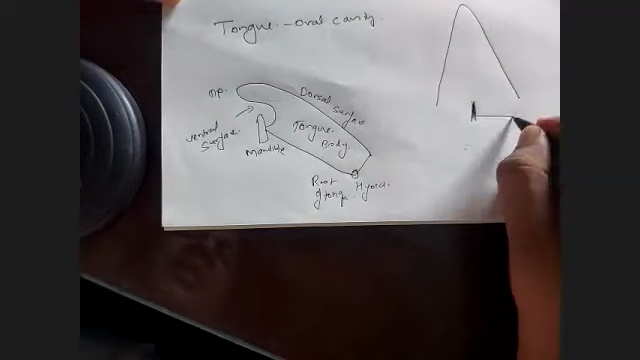 Tongue - oral cavity.
Tip.
Dorsal
Surface
Ventral
Surface.
Tongue
Body.
Mandible
Root
of tongue
Hyoid.